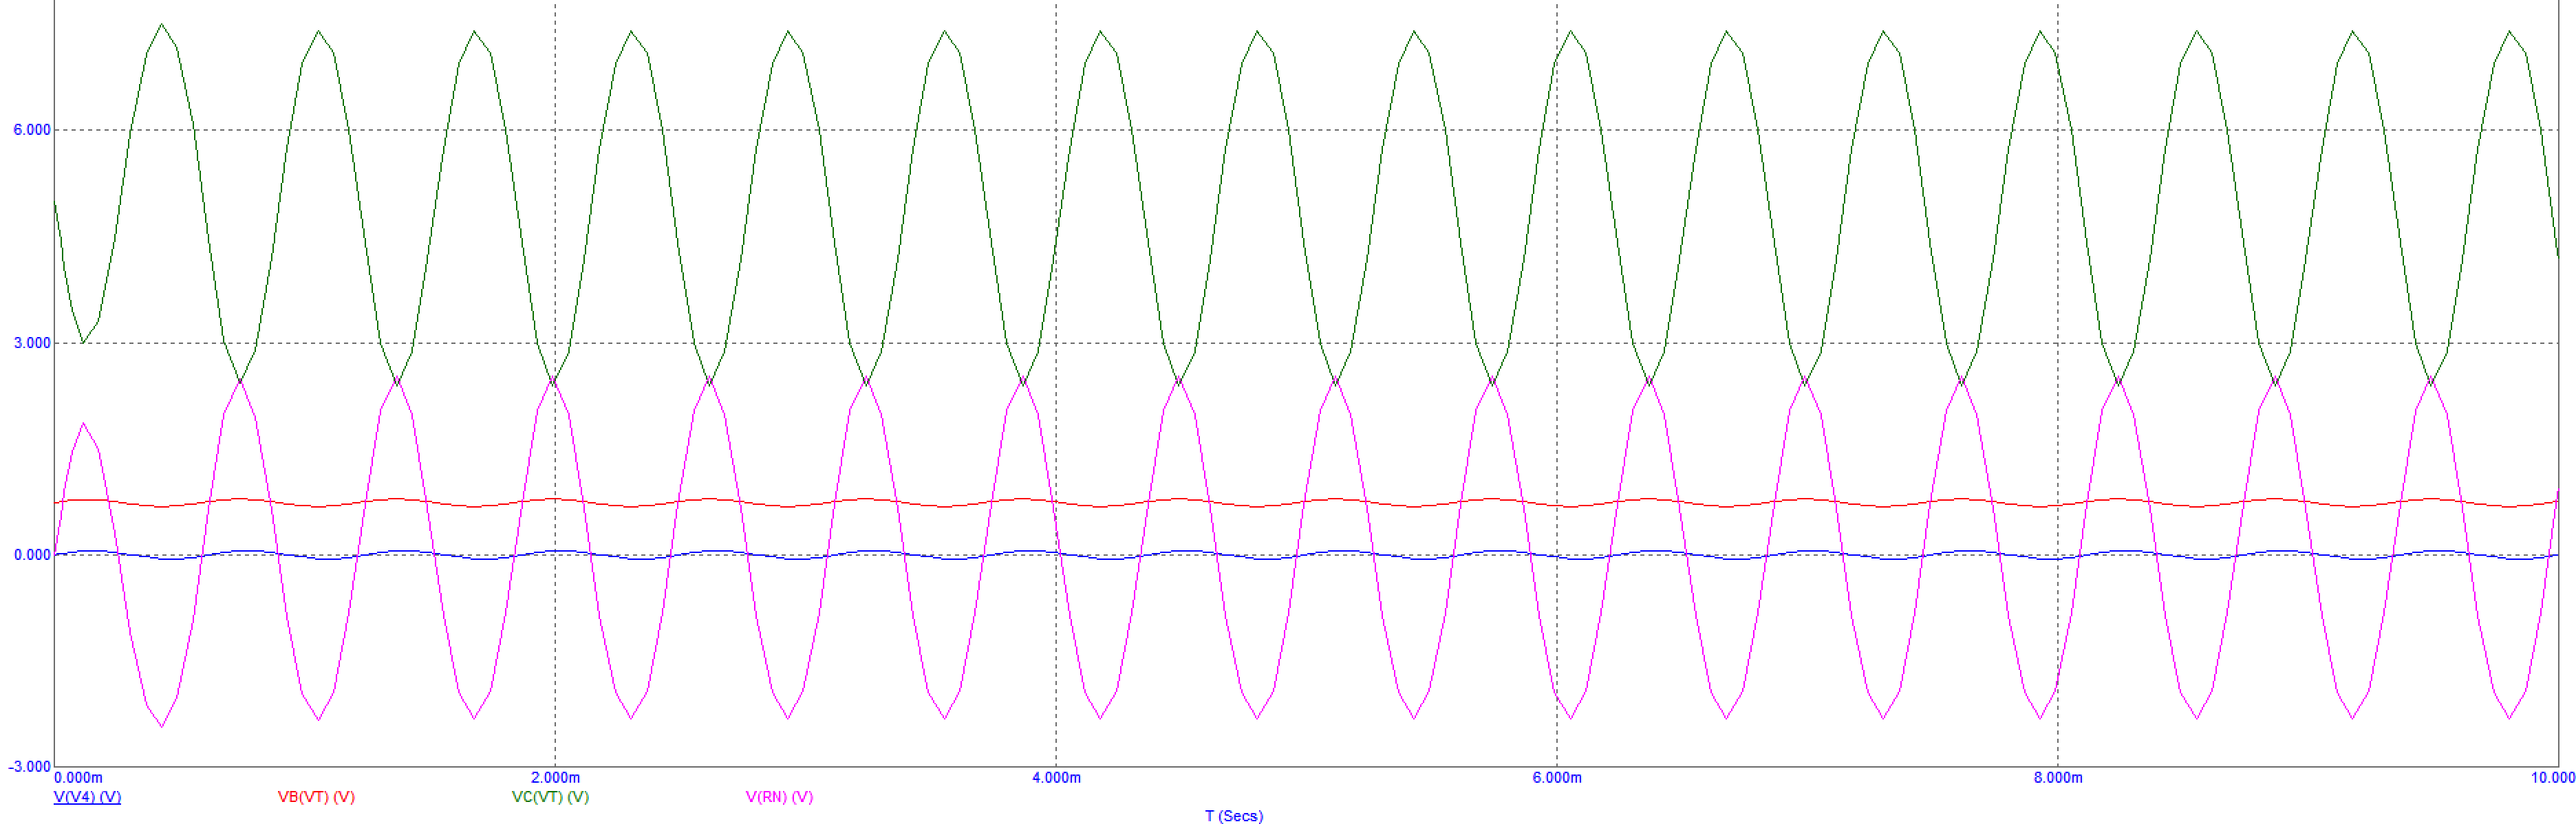 6.000
3.000
0.000
-3.000
0.000m 2.000m 4.000m 6.000m 8.000m 10.000
V(V4) (V) VB(VT) (V) VC(VT) (V) V(RN) (V)
T (Secs)